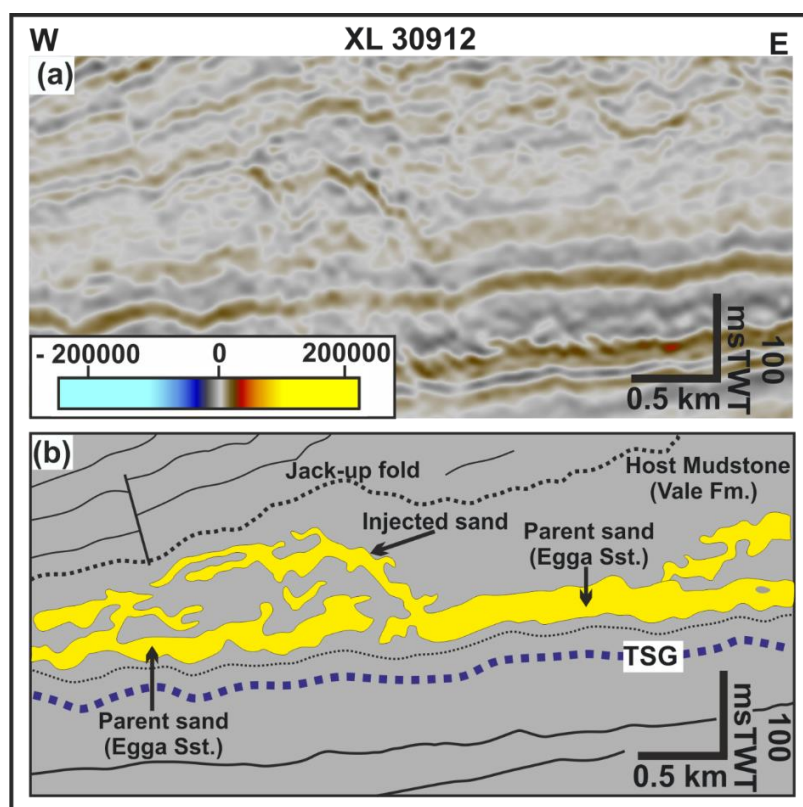 W XL 30912 E
(a)
- 200000 0 200000
100
msTWT
0.5 km
(b)
Jack-up fold
Host Mudstone
(Vale Fm.)
Injected sand
Parent sand
(Egga Sst.)
TSG
Parent sand
(Egga Sst.)
100
msTWT
0.5 km